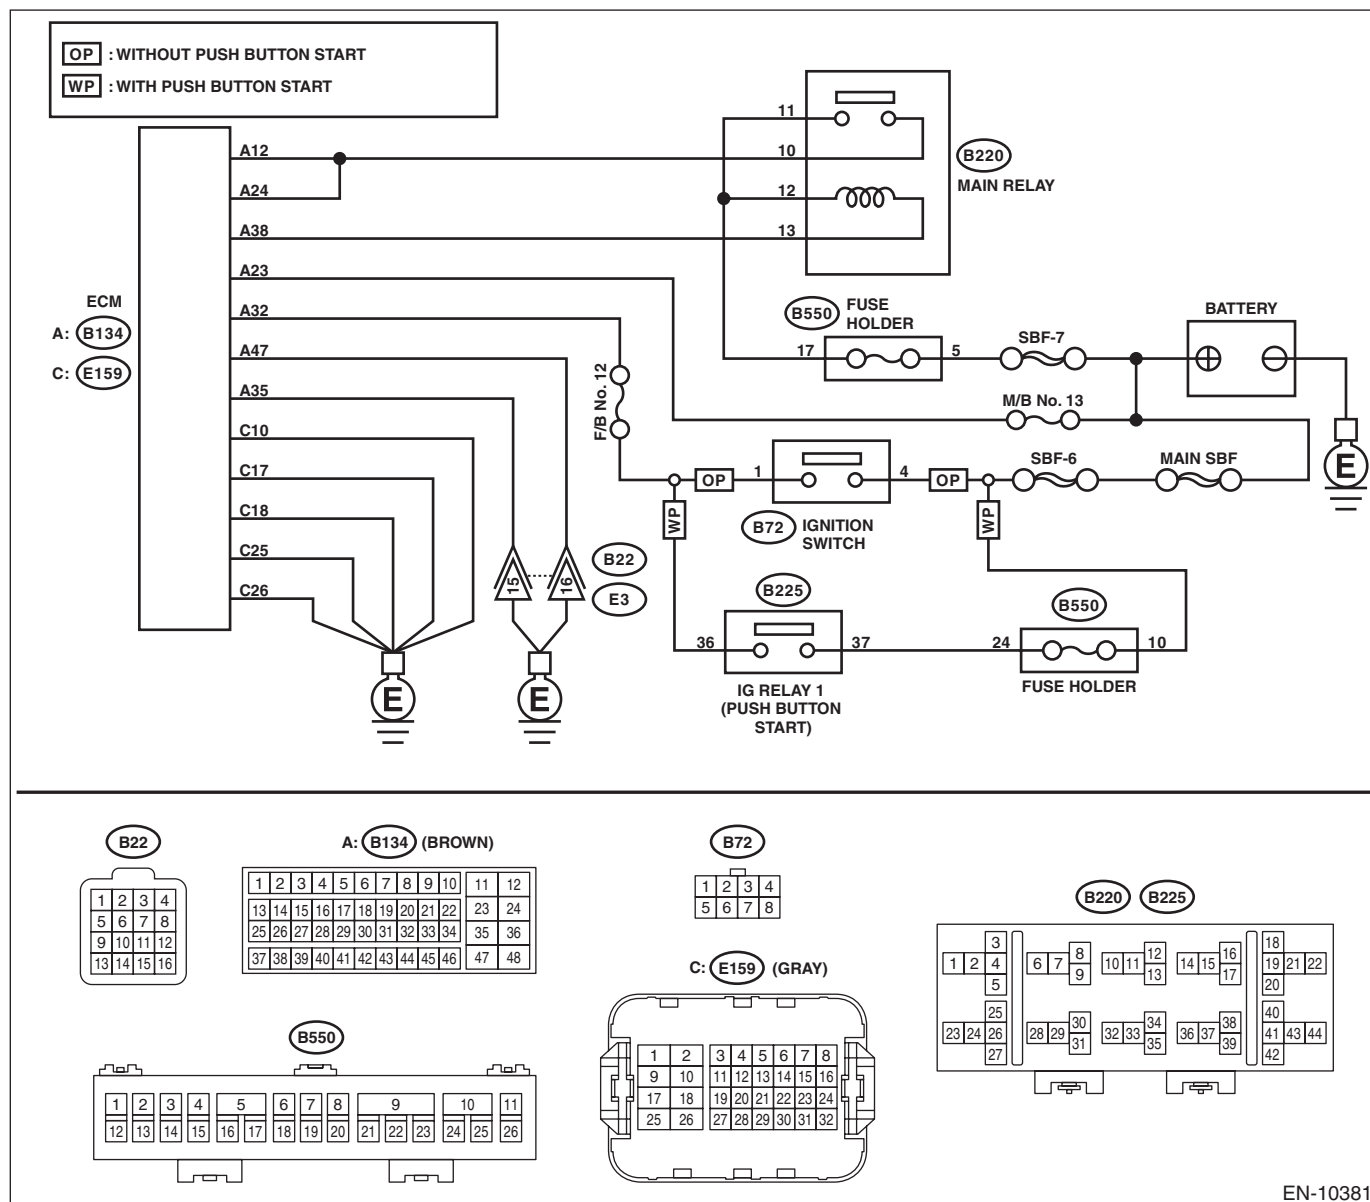 OP : WITHOUT PUSH BUTTON START
WP : WITH PUSH BUTTON START
11
10
12
13
B220
MAIN RELAY
A12
A24
A38
A23
A32
A47
A35
C10
C17
C18
C25
C26
ECM
A: B134
C: E159
B550 FUSE HOLDER
17
5
SBF-7
BATTERY
F/B No. 12
M/B No. 13
OP
1
4
OP
SBF-6
MAIN SBF
E
WP
B72 IGNITION SWITCH
WP
15
16
B22
E3
B225
36
37
IG RELAY 1
(PUSH BUTTON
START)
B550
24
10
FUSE HOLDER
E
E
B22
1 2 3 4
5 6 7 8
9 10 11 12
13 14 15 16
A: B134 (BROWN)
1 2 3 4 5 6 7 8 9 10 11 12
13 14 15 16 17 18 19 20 21 22 23 24
25 26 27 28 29 30 31 32 33 34 35 36
37 38 39 40 41 42 43 44 45 46 47 48
B72
1 2 3 4
5 6 7 8
B220 B225
3 8 12 16 18
1 2 4 6 7 10 11 14 15 19 21 22
5 9 13 17 20
25 30 34 38 40
23 24 26 28 29 32 33 36 37 41 43 44
27 31 35 39 42
C: E159 (GRAY)
1 2 3 4 5 6 7 8
9 10 11 12 13 14 15 16
17 18 19 20 21 22 23 24
25 26 27 28 29 30 31 32
B550
1 2 3 4 5 6 7 8 9 10 11
12 13 14 15 16 17 18 19 20 21 22 23 24 25 26
EN-10381